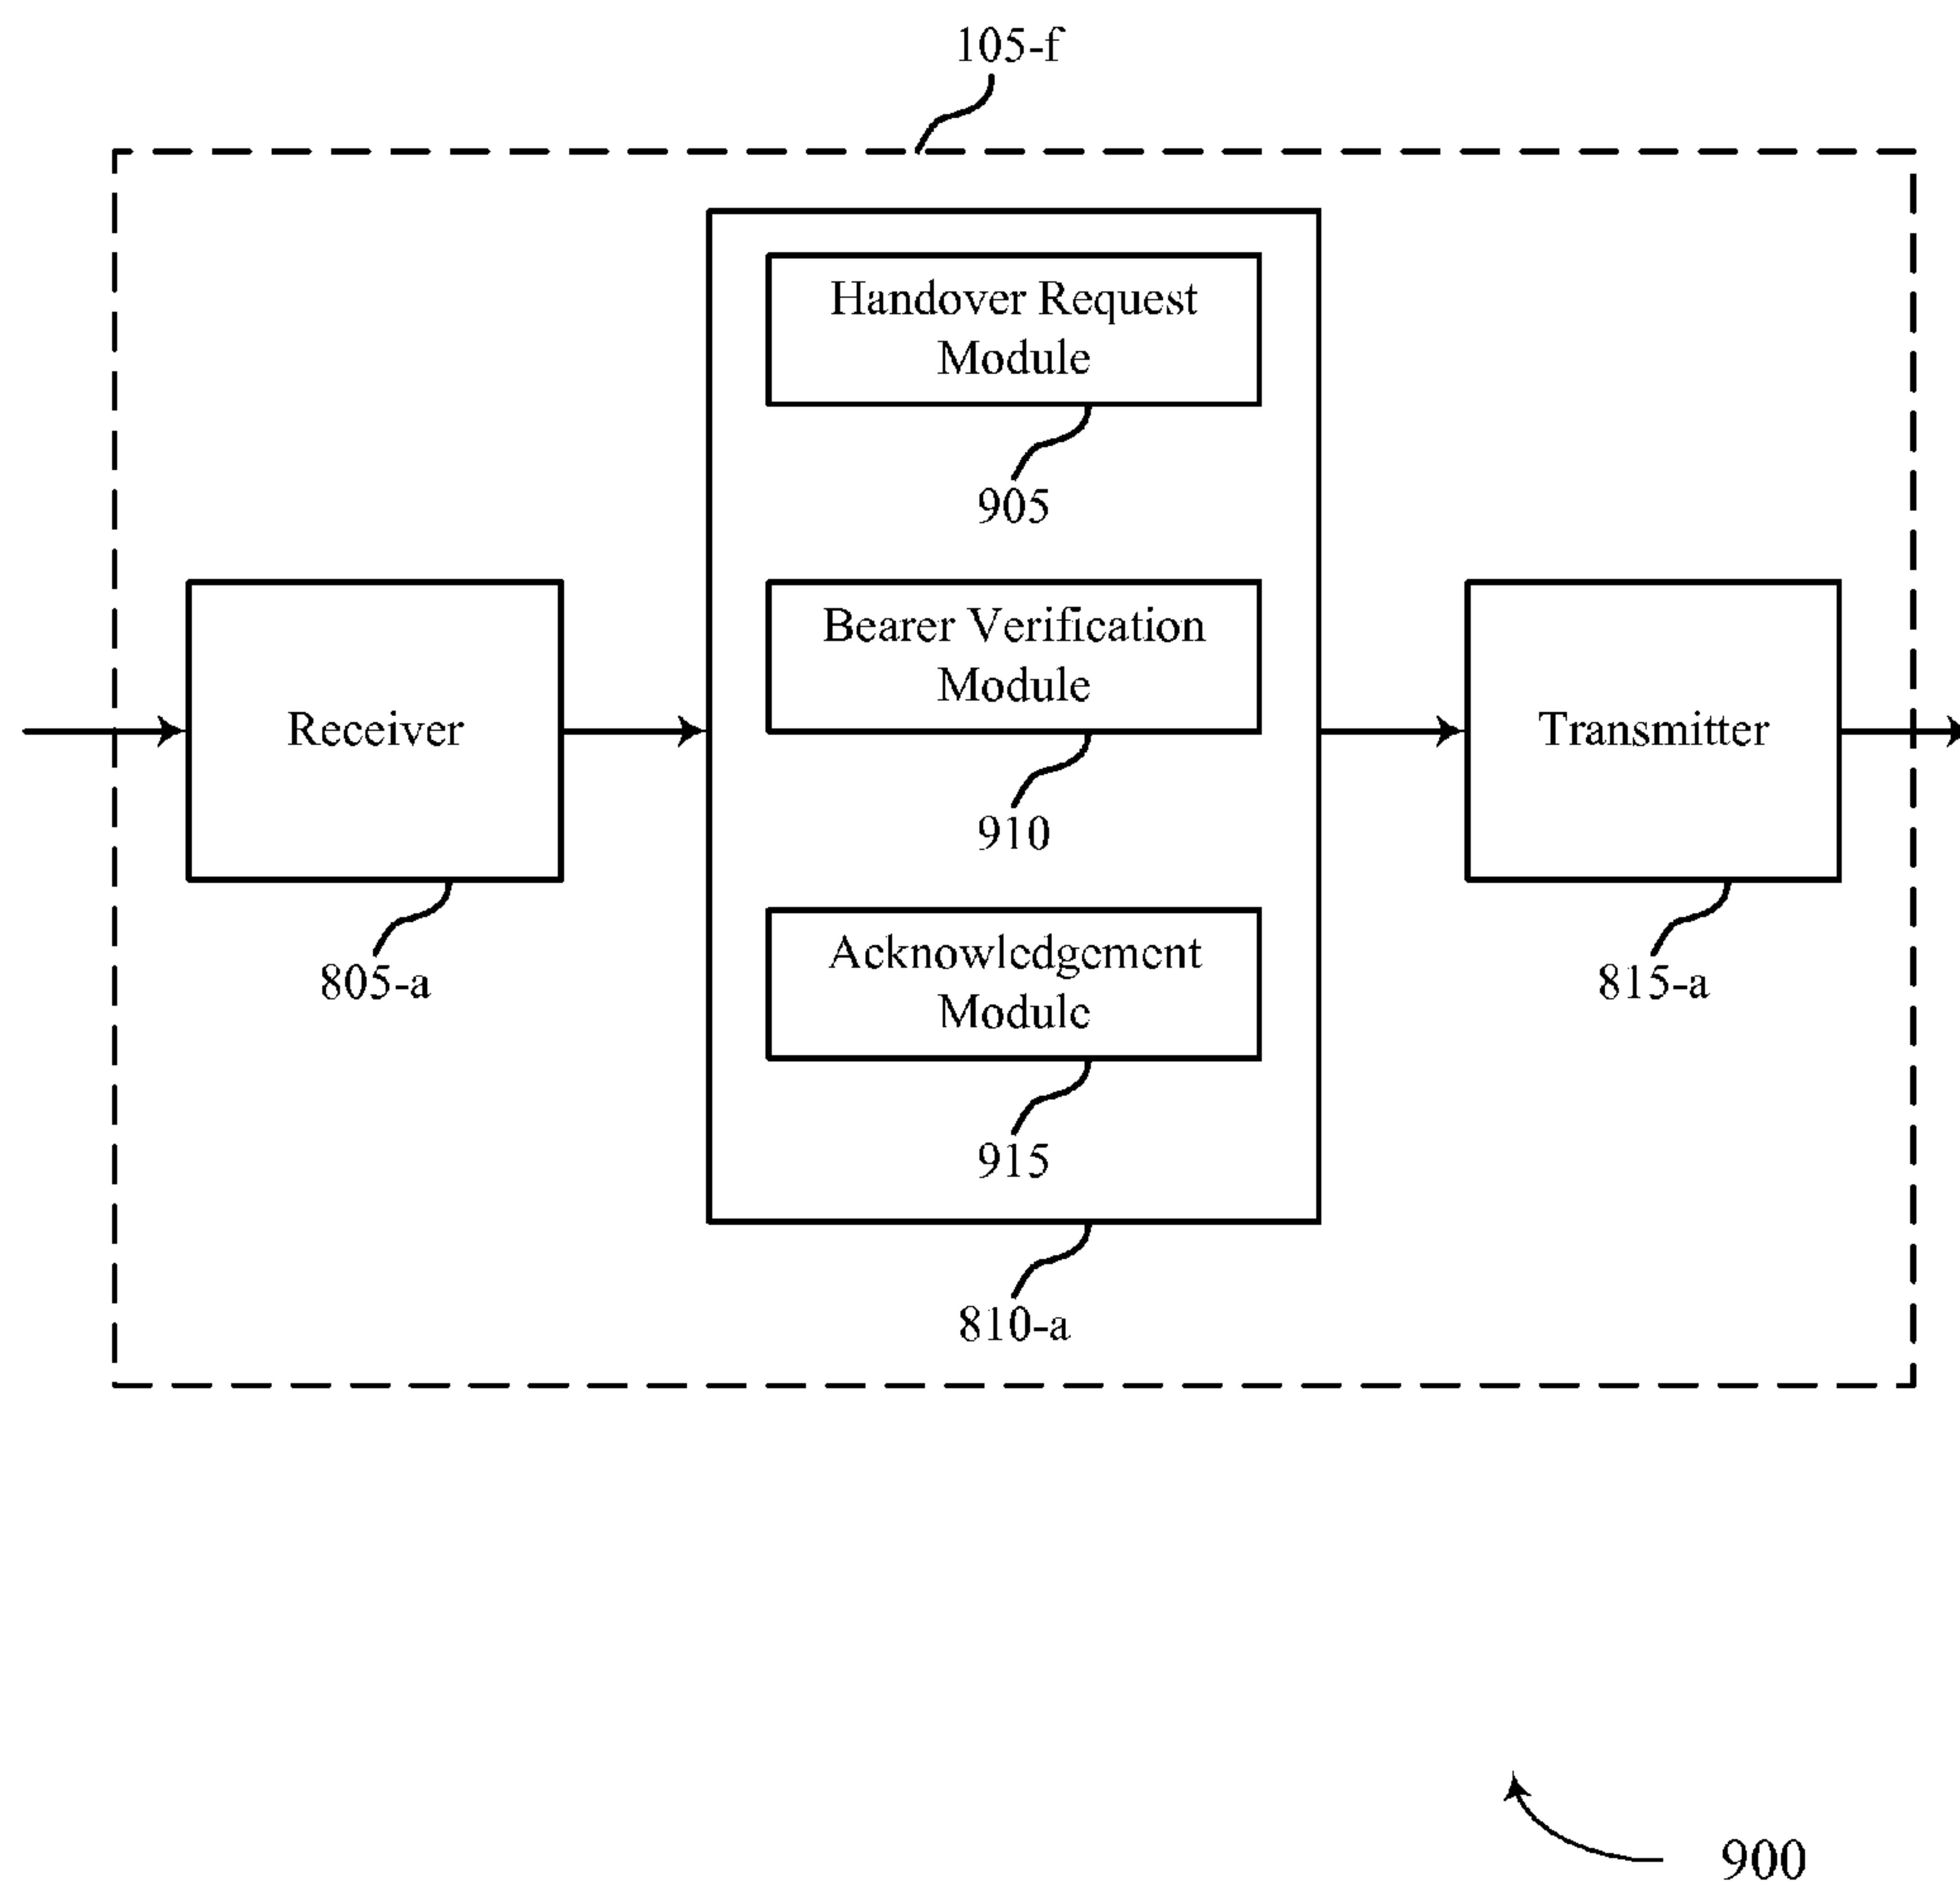 105-f
Handover Request
Module
905
Bearer Verification
Module
910
Receiver
805-a
Transmitter
815-a
Acknowledgement
Module
915
810-a
900